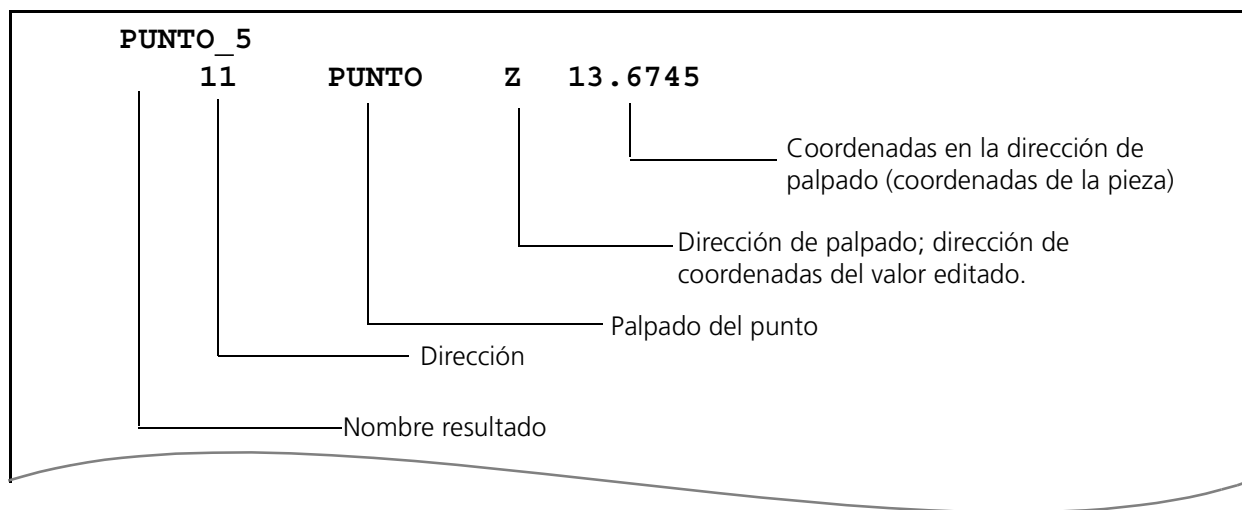 PUNTO_5
11 PUNTO Z 13.6745
Coordenadas en la dirección de
palpado (coordenadas de la pieza)
Dirección de palpado; dirección de
coordenadas del valor editado.
Palpado del punto
Dirección
Nombre resultado